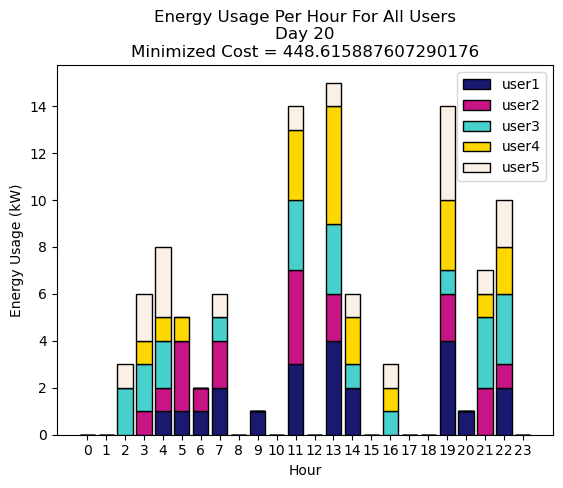 Energy Usage Per Hour For All Users
Day 20
Minimized Cost = 448.615887607290176
user1
user2
user3
user4
user5
14
12
10
8
6
4
2
0
Energy Usage (kW)
0 1 2 3 4 5 6 7 8 9 10 11 12 13 14 15 16 17 18 19 20 21 22 23
Hour